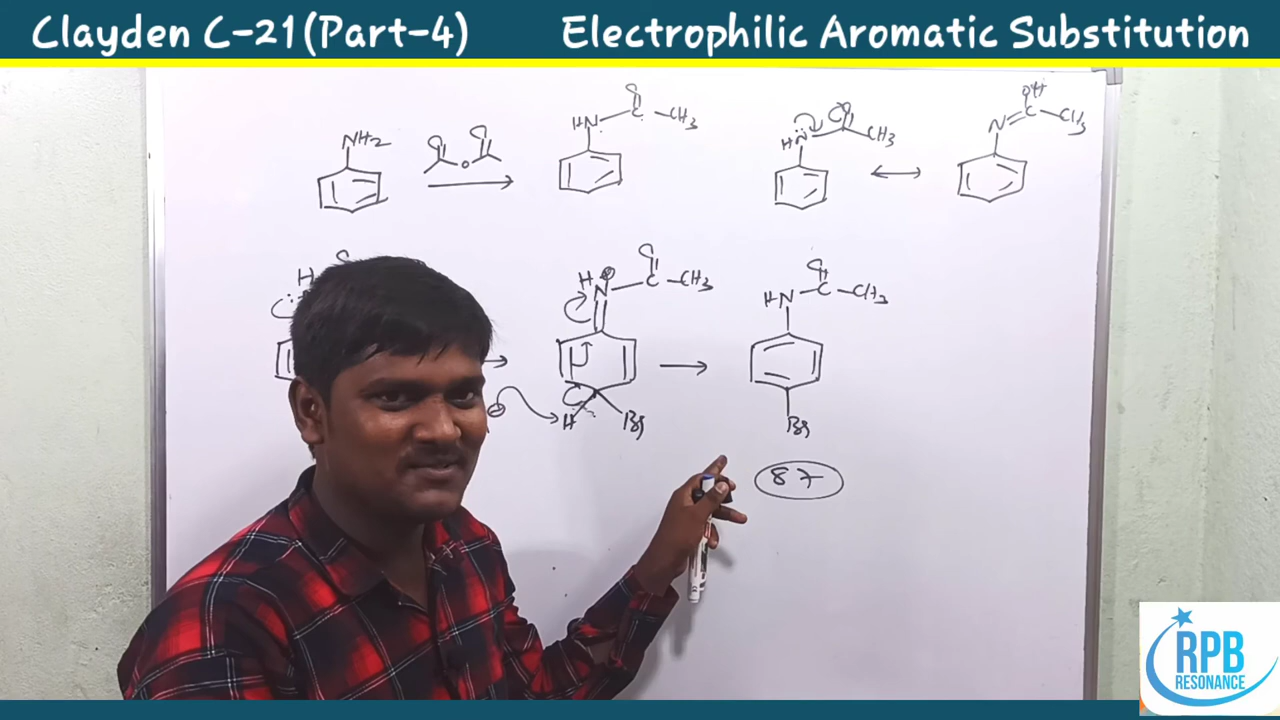 Clayden C-21(Part-4)
Electrophilic Aromatic Substitution
NH2
O
O
O
HN
C
O
CH3
HN
O
CH3
N
C
OH
CH3
H
O
H
N
C
O
CH3
H
Br
HN
C
O
CH3
Br
87
RPB
RESONANCE